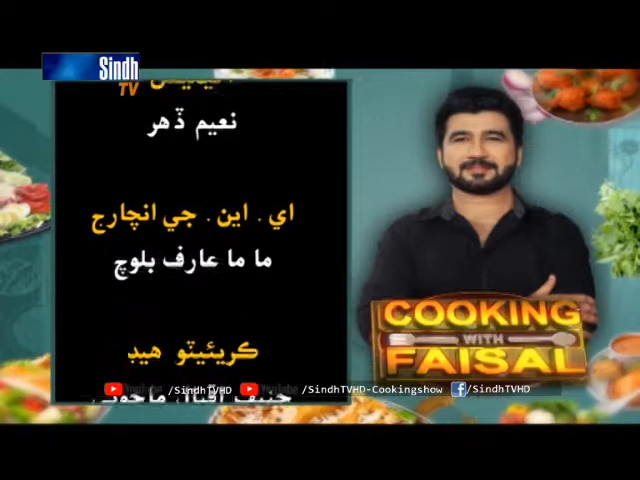 Sindh
TV
نعيم ڏهر
اي . اين . جي انچارج
ما ما عارف بلوچ
ڪريئيٽو هيڊ
COOKING
WITH
FAISAL
/SindhTVHD
/SindhTVHD-Cookingshow
/SindhTVHD